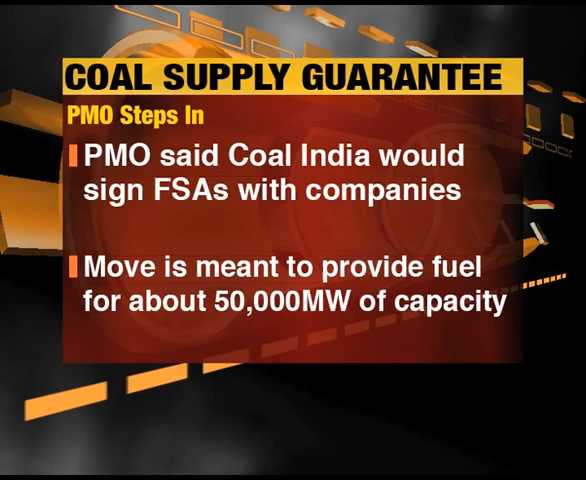 COAL SUPPLY GUARANTEE
PMO Steps In
PMO said Coal India would
sign FSAs with companies
Move is meant to provide fuel
for about 50,000MW of capacity